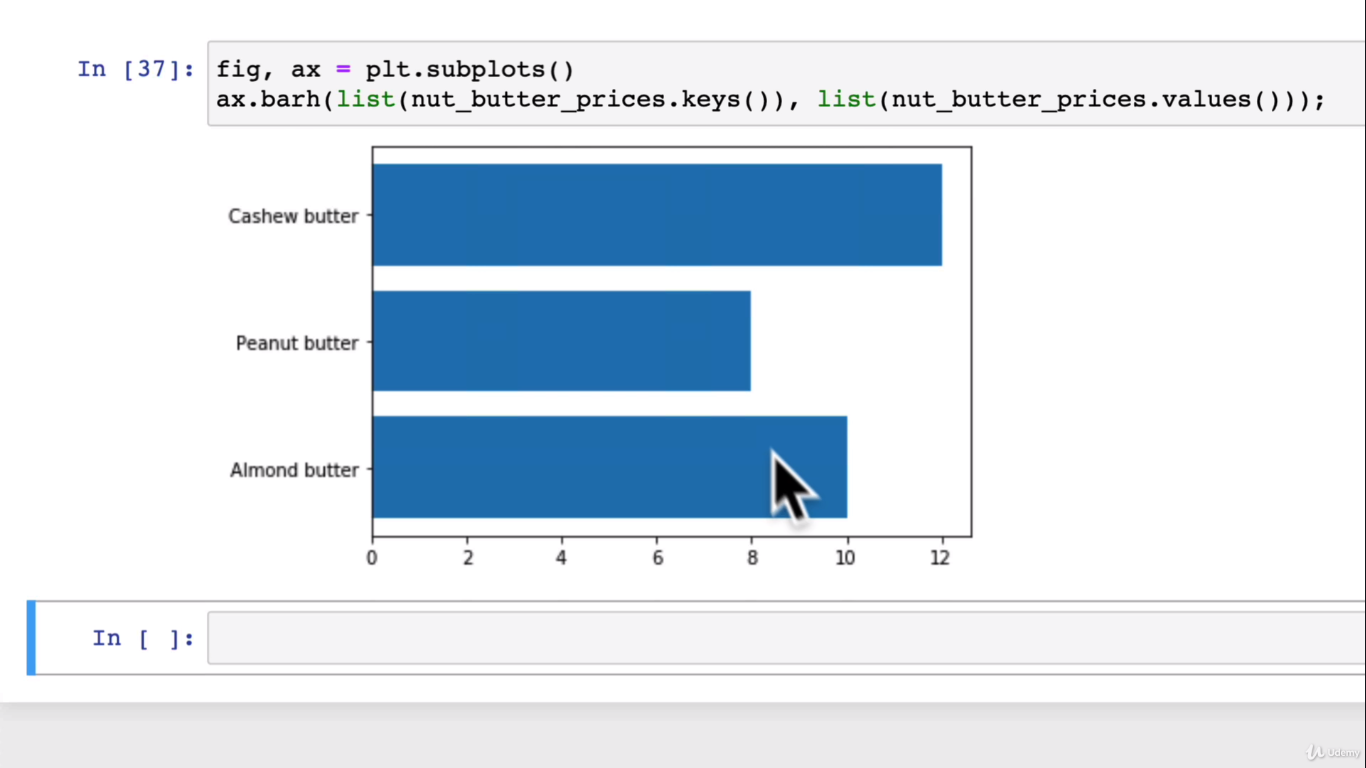 In [37]:
fig, ax = plt.subplots()
ax.barh(list(nut_butter_prices.keys()), list(nut_butter_prices.values()));
Cashew butter
Peanut butter
Almond butter
0 2 4 6 8 10 12
In [ ]:
Udemy